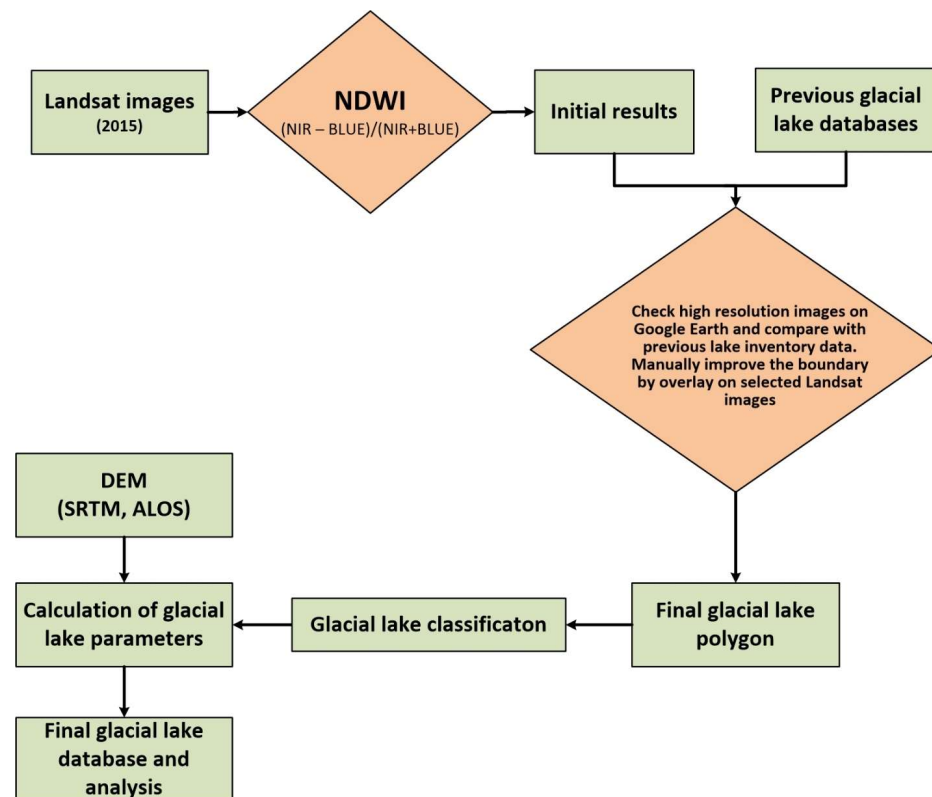 Landsat images
(2015)
NDWI
(NIR – BLUE)/(NIR+BLUE)
Initial results
Previous glacial
lake databases
Check high resolution images on
Google Earth and compare with
previous lake inventory data.
Manually improve the boundary
by overlay on selected Landsat
images
DEM
(SRTM, ALOS)
Calculation of glacial
lake parameters
Glacial lake classificaton
Final glacial lake
polygon
Final glacial lake
database and
analysis